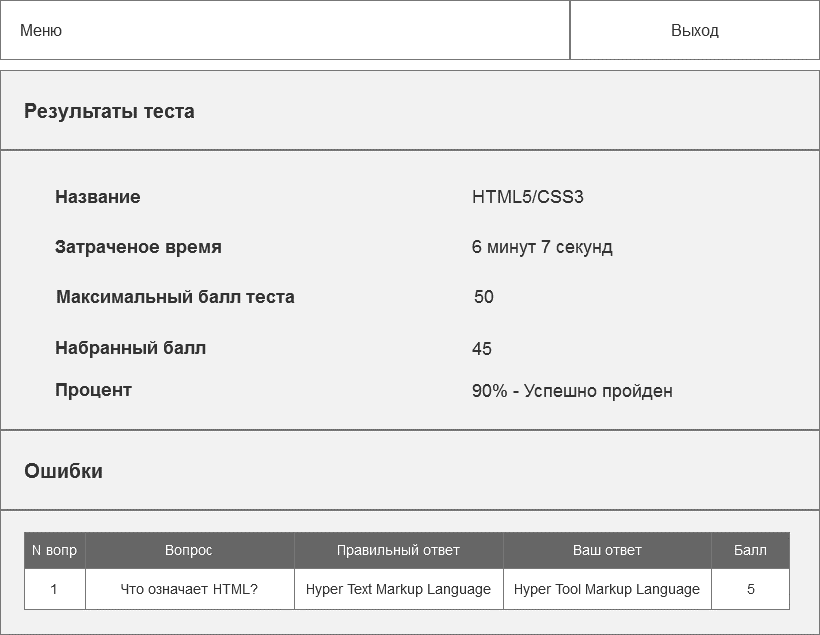 Меню Выход
Результаты теста
Название HTML5/CSS3
Затраченое время 6 минут 7 секунд
Максимальный балл теста 50
Набранный балл 45
Процент 90% - Успешно пройден
Ошибки
N вопр Вопрос Правильный ответ Ваш ответ Балл
1 Что означает HTML? Hyper Text Markup Language Hyper Tool Markup Language 5